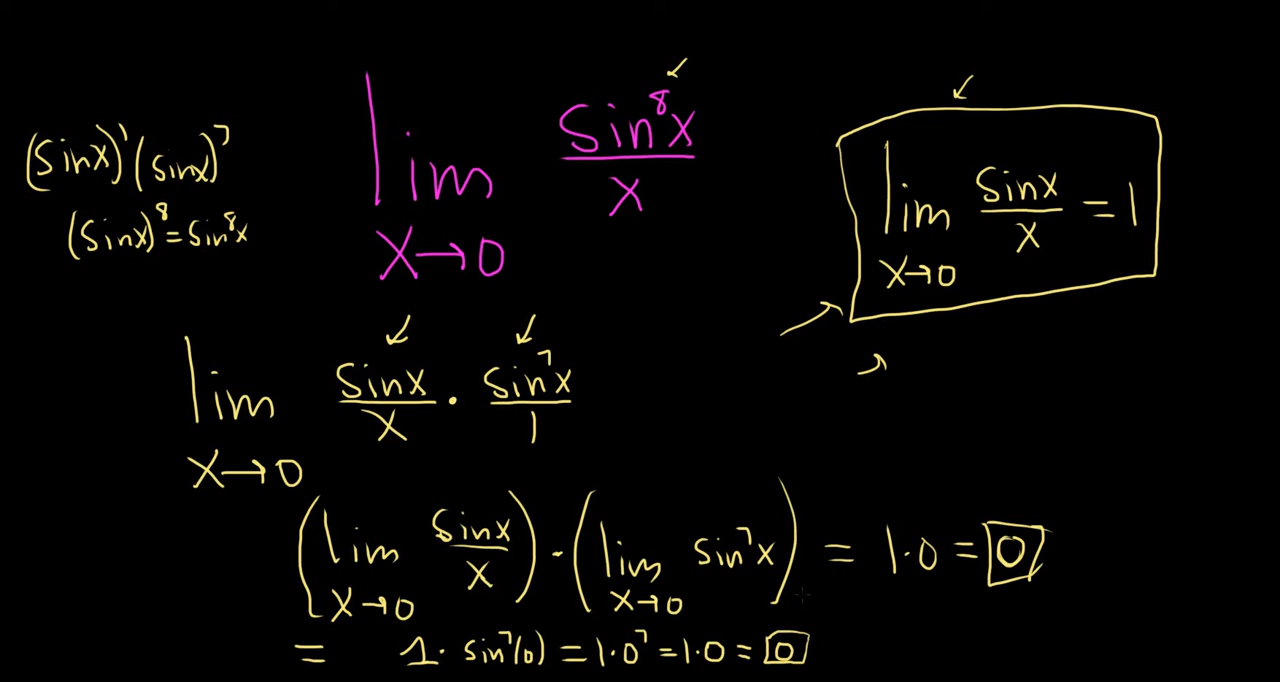 lim x→0 sin⁸x / x
(sinx)¹(sinx)⁷
(sinx)⁸ = sin⁸x
lim x→0 sinx / x = 1
lim x→0 sinx / x · sin⁷x / 1
(lim x→0 sinx / x) · (lim x→0 sin⁷x) = 1·0 = 0
= 1· sin⁷(0) = 1·0⁷ = 1·0 = 0